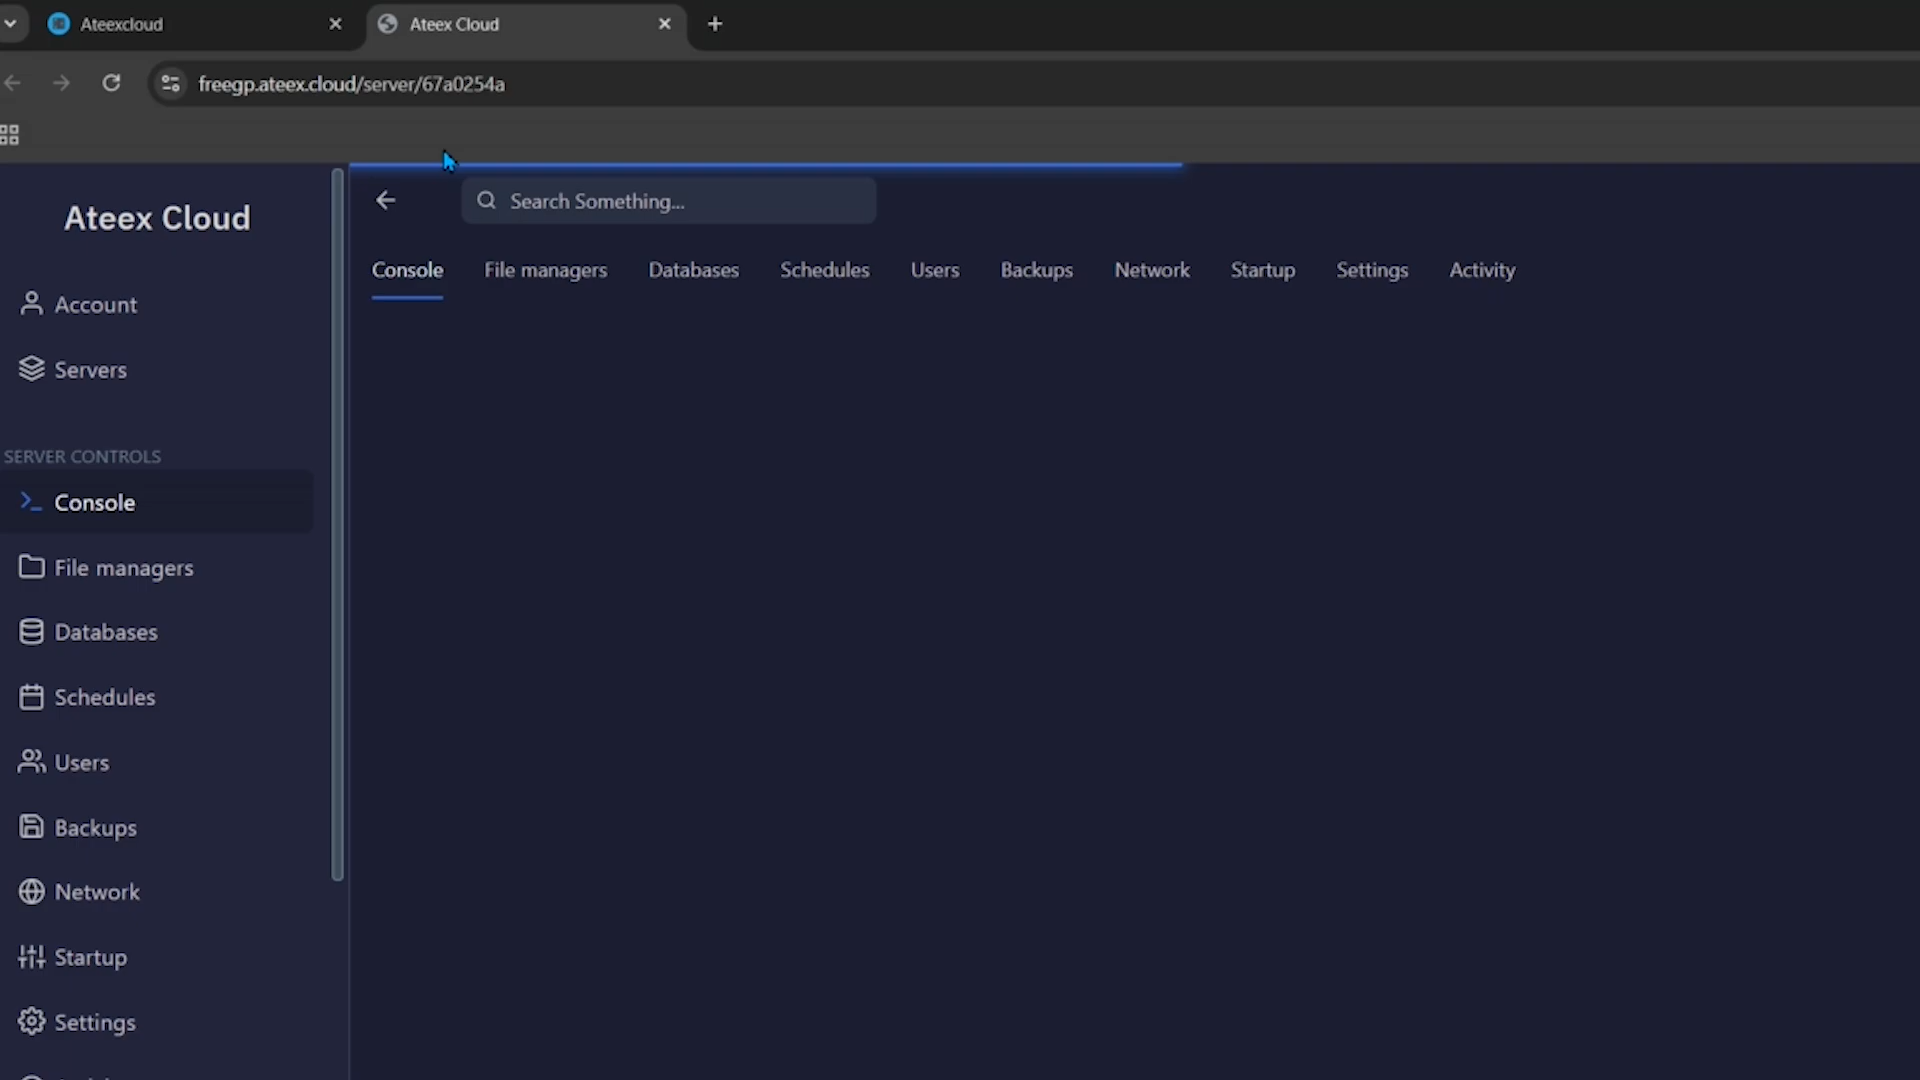 Ateexcloud
Ateex Cloud
freegp.ateex.cloud/server/67a0254a
Ateex Cloud
Search Something...
Console File managers Databases Schedules Users Backups Network Startup Settings Activity
Account
Servers
SERVER CONTROLS
Console
File managers
Databases
Schedules
Users
Backups
Network
Startup
Settings